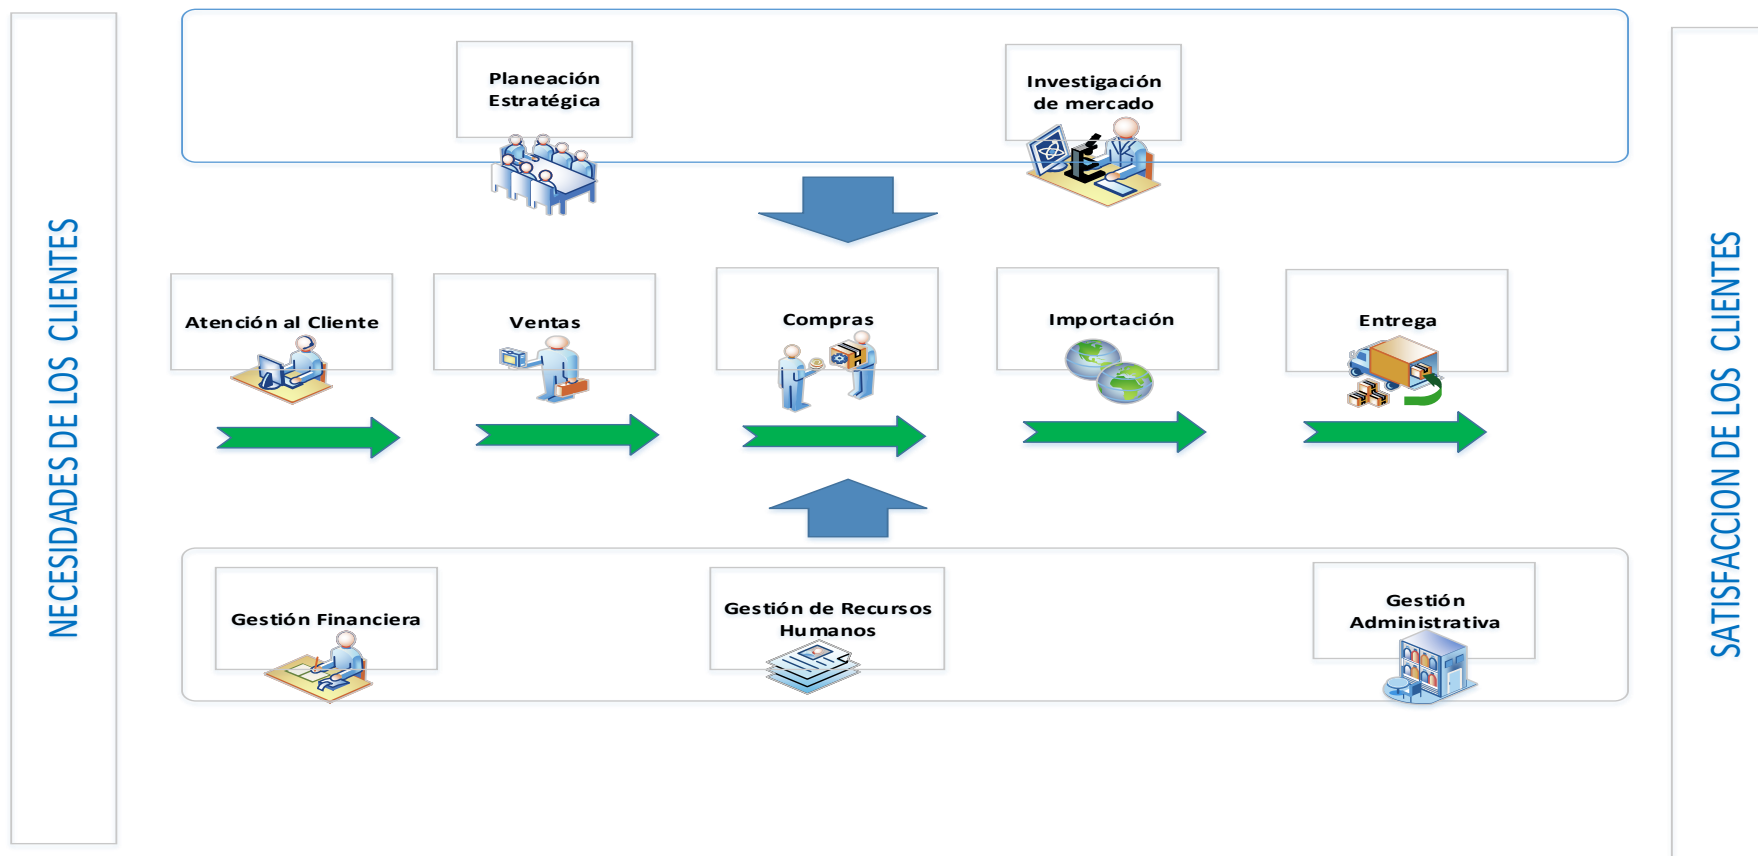 NECESIDADES DE LOS CLIENTES
Planeación
Estratégica
Investigación
de mercado
Atención al Cliente
Ventas
Compras
Importación
Entrega
Gestión Financiera
Gestión de Recursos
Humanos
Gestión
Administrativa
SATISFACCION DE LOS CLIENTES